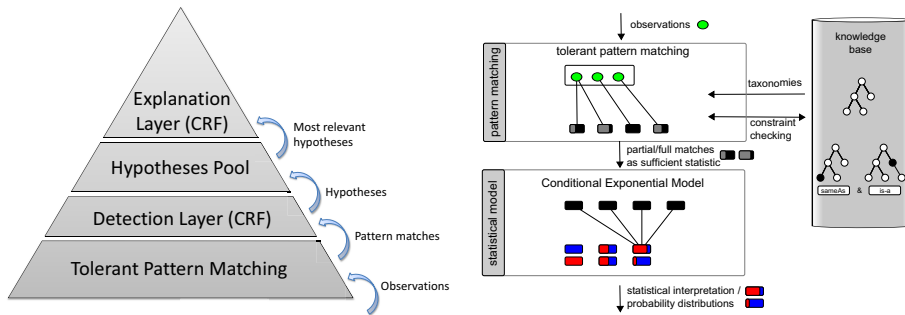 Explanation
Layer (CRF)
Most relevant
hypotheses
Hypotheses Pool
Hypotheses
Detection Layer (CRF)
Pattern matches
Tolerant Pattern Matching
Observations
observations
pattern matching
tolerant pattern matching
taxonomies
constraint
checking
knowledge
base
sameAs & is-a
partial/full matches
as sufficient statistic
statistical model
Conditional Exponential Model
statistical interpretation /
probability distributions